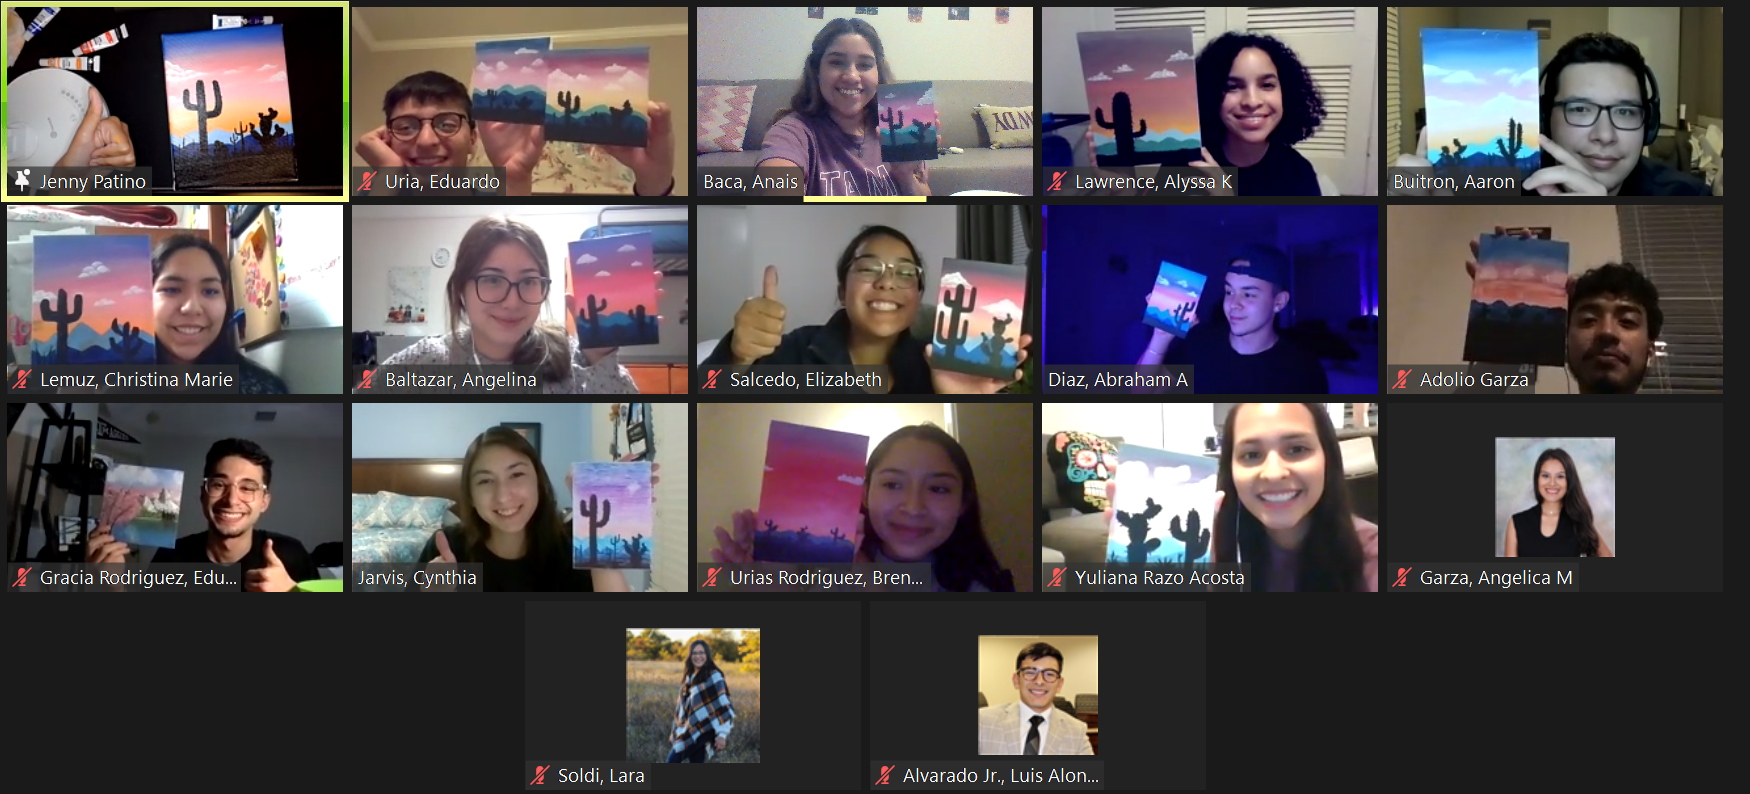 Jenny Patino
Uria, Eduardo
Baca, Anais
Lawrence, Alyssa K
Buitron, Aaron
Lemuz, Christina Marie
Baltazar, Angelina
Salcedo, Elizabeth
Diaz, Abraham A
Adolio Garza
Gracia Rodriguez, Edu...
Jarvis, Cynthia
Urias Rodriguez, Bren...
Yuliana Razo Acosta
Garza, Angelica M
Soldi, Lara
Alvarado Jr., Luis Alon...